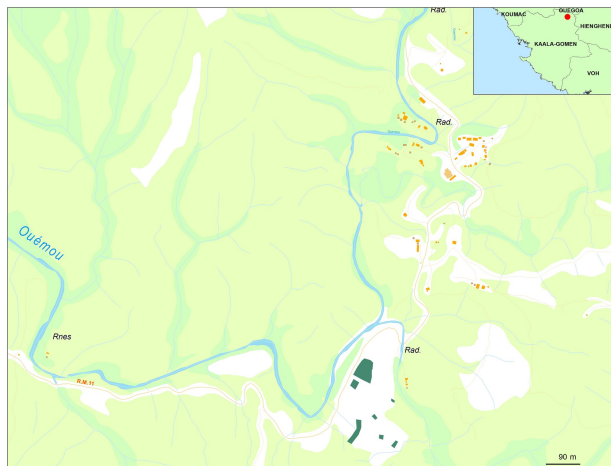 Rad.
OUEGOA
KOUMAC
HIENGHENE
KAALA-GOMEN
VOH
Rad.
Ouémou
Rnes
Rad.
R.M.11
90 m